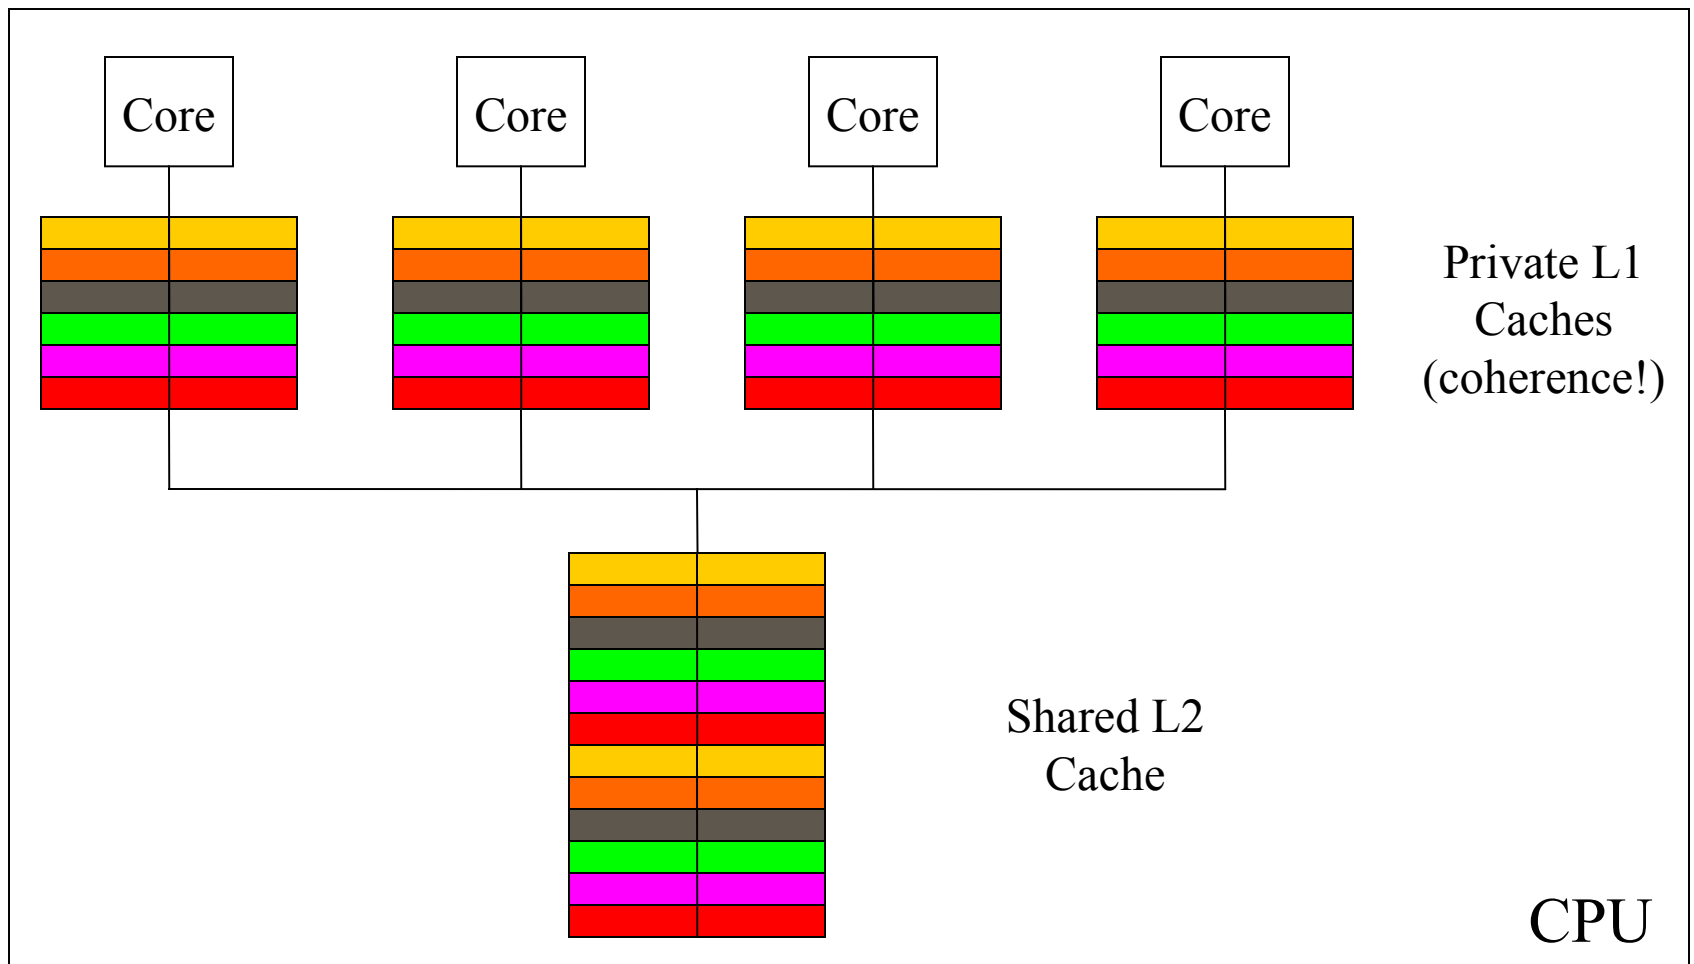 Core
Core
Core
Core
Private L1
Caches
(coherence!)
Shared L2
Cache
CPU